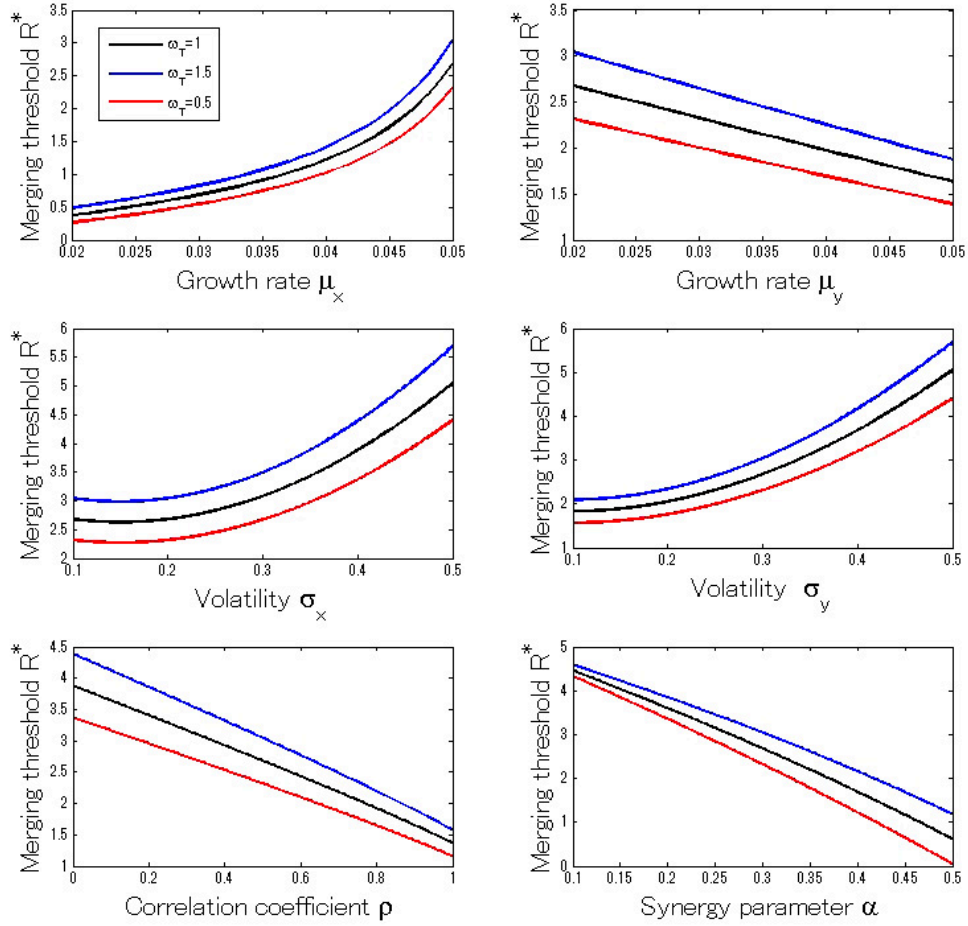 Merging threshold R*
3.5
3
2.5
2
1.5
1
0.5
0
ω_T=1
ω_T=1.5
ω_T=0.5
0.02 0.025 0.03 0.035 0.04 0.045 0.05
Growth rate μ_x
Merging threshold R*
3.5
3
2.5
2
1.5
1
0.02 0.025 0.03 0.035 0.04 0.045 0.05
Growth rate μ_y
Merging threshold R*
6
5.5
5
4.5
4
3.5
3
2.5
2
0.1 0.2 0.3 0.4 0.5
Volatility σ_x
Merging threshold R*
6
5
4
3
2
1
0.1 0.2 0.3 0.4 0.5
Volatility σ_y
Merging threshold R*
4.5
4
3.5
3
2.5
2
1.5
1
0 0.2 0.4 0.6 0.8 1
Correlation coefficient ρ
Merging threshold R*
5
4
3
2
1
0
0.1 0.15 0.2 0.25 0.3 0.35 0.4 0.45 0.5
Synergy parameter α